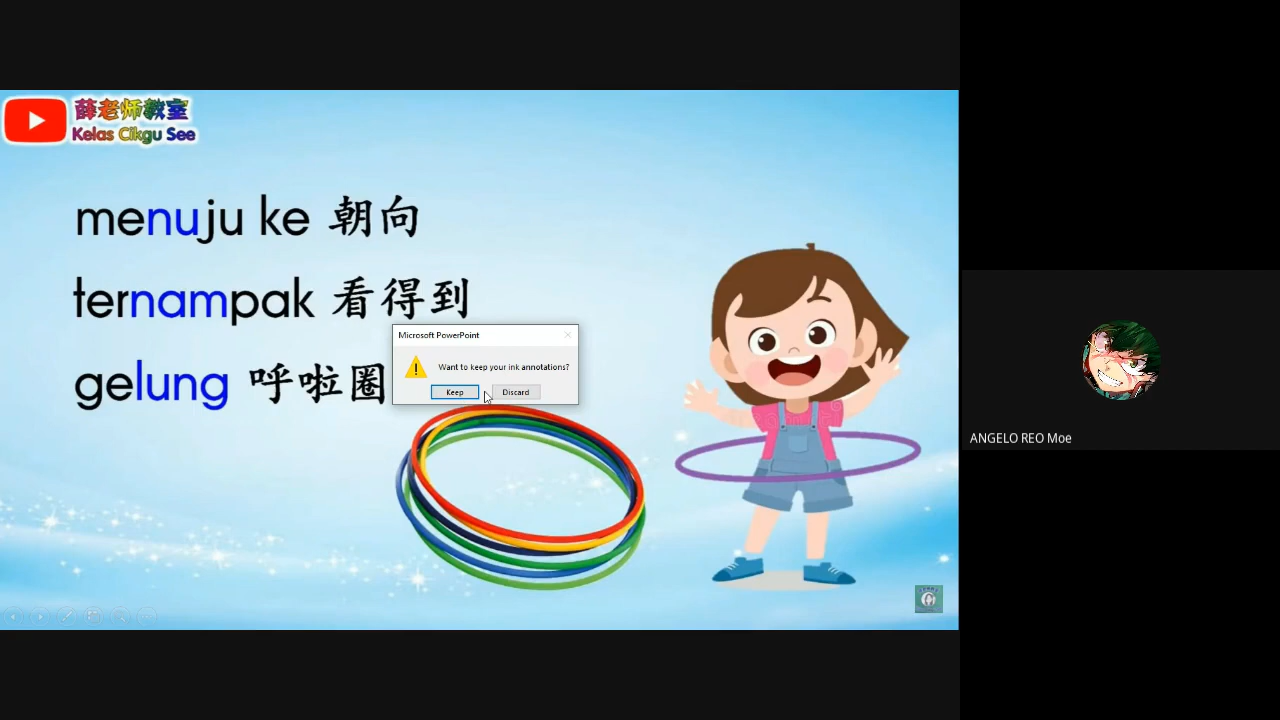 薛老师教室
Kelas Cikgu See
menuju ke 朝向
ternampak 看得到
gelung 呼啦圈
Microsoft PowerPoint
Want to keep your ink annotations?
Keep
Discard
ANGELO REO Moe